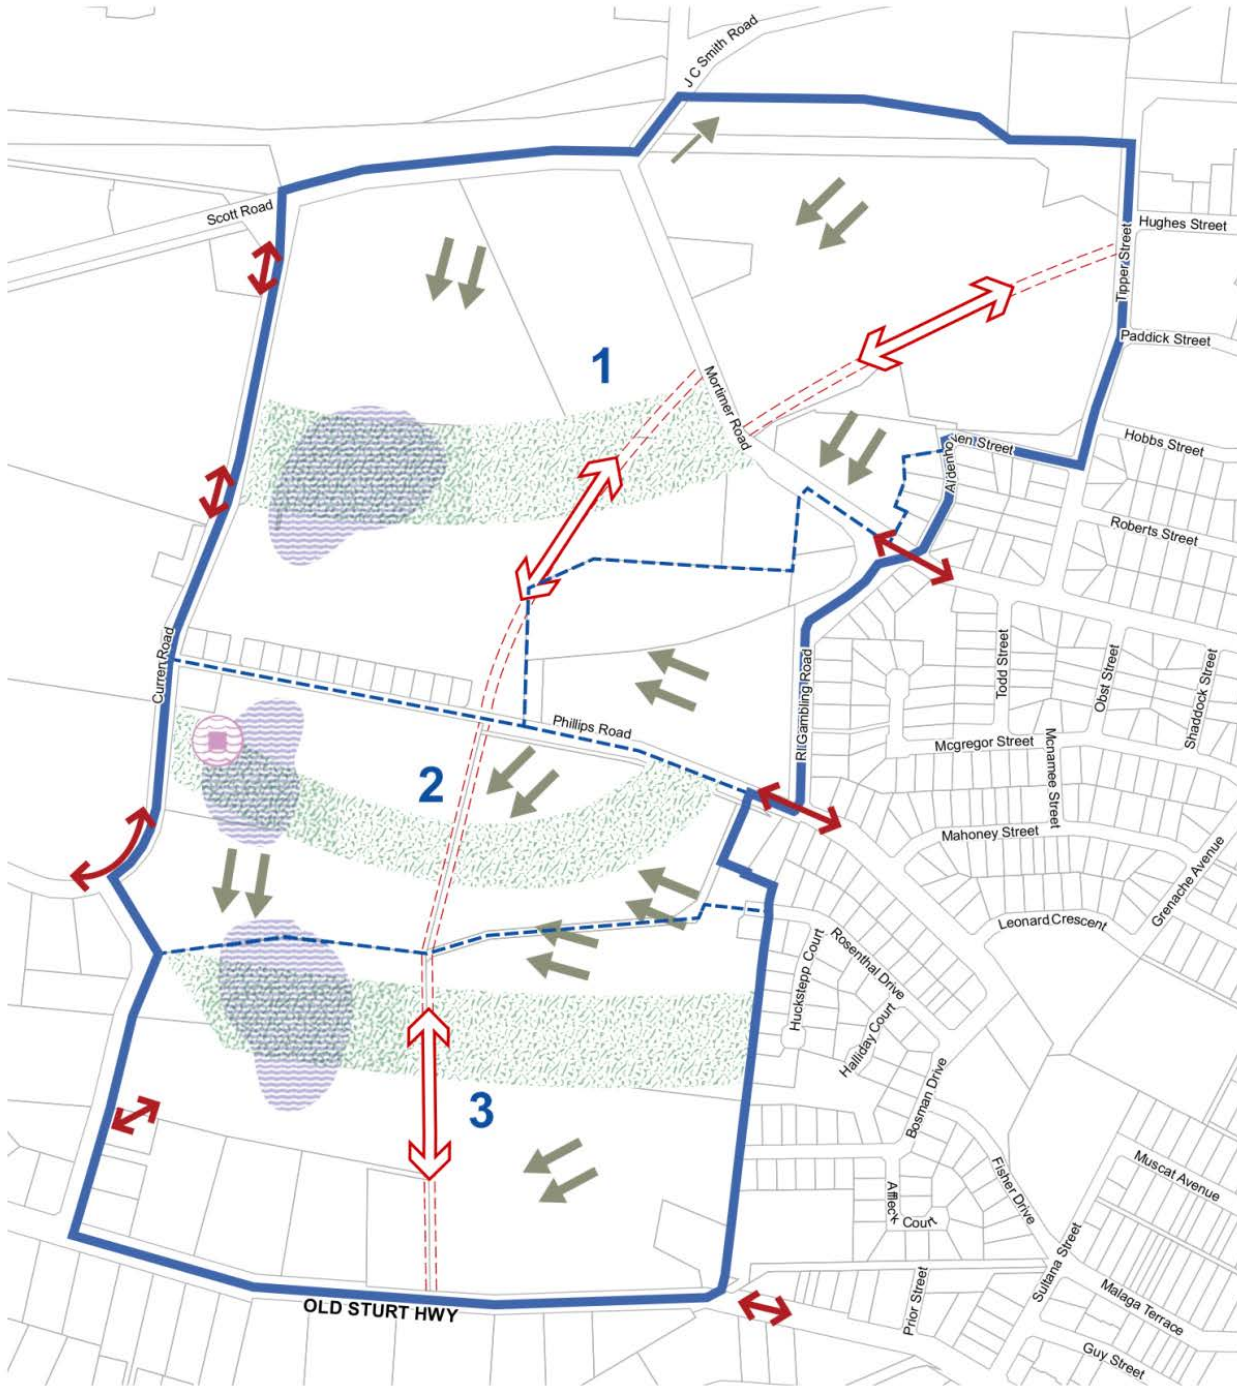 J C Smith Road
Scott Road
Hughes Street
Tipper Street
Paddick Street
1
Mortimer Road
Hobbs Street
nen Street
Aldenho
Roberts Street
Curren Road
Todd Street
Obst Street
Shaddock Street
RI Gambling Road
Phillips Road
Mcgregor Street
Mcnamee Street
2
Mahoney Street
Grenache Avenue
Leonard Crescent
Rosenthal Drive
Huckstepp Court
Halliday Court
Bosman Drive
3
Fisher Drive
Muscat Avenue
Affleck Court
Sultana Street
Prior Street
Malaga Terrace
OLD STURT HWY
Guy Street